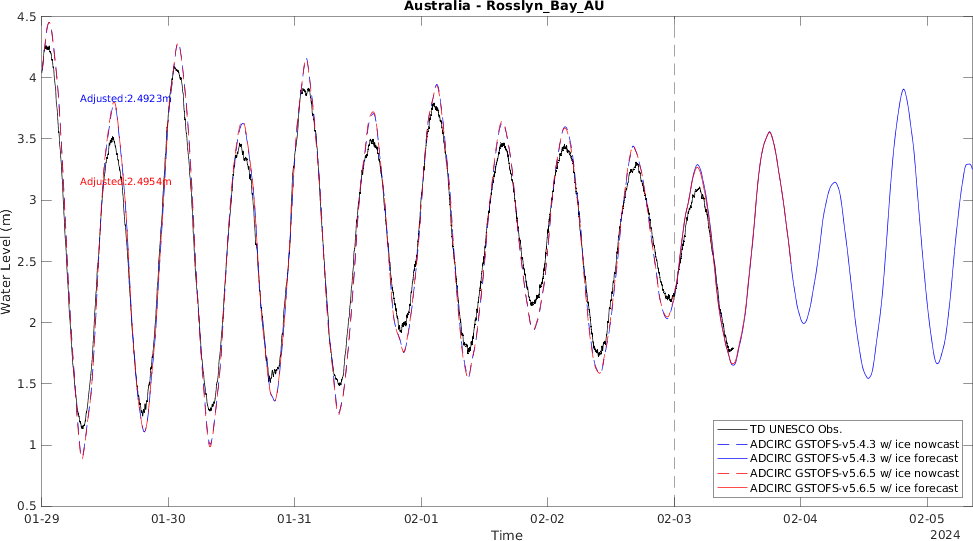 Australia - Rosslyn_Bay_AU
4.5
4
3.5
3
2.5
2
1.5
1
0.5
Water Level (m)
Adjusted:2.4923m
Adjusted:2.4954m
TD UNESCO Obs.
ADCIRC GSTOFS-v5.4.3 w/ ice nowcast
ADCIRC GSTOFS-v5.4.3 w/ ice forecast
ADCIRC GSTOFS-v5.6.5 w/ ice nowcast
ADCIRC GSTOFS-v5.6.5 w/ ice forecast
01-29 01-30 01-31 02-01 02-02 02-03 02-04 02-05
Time
2024